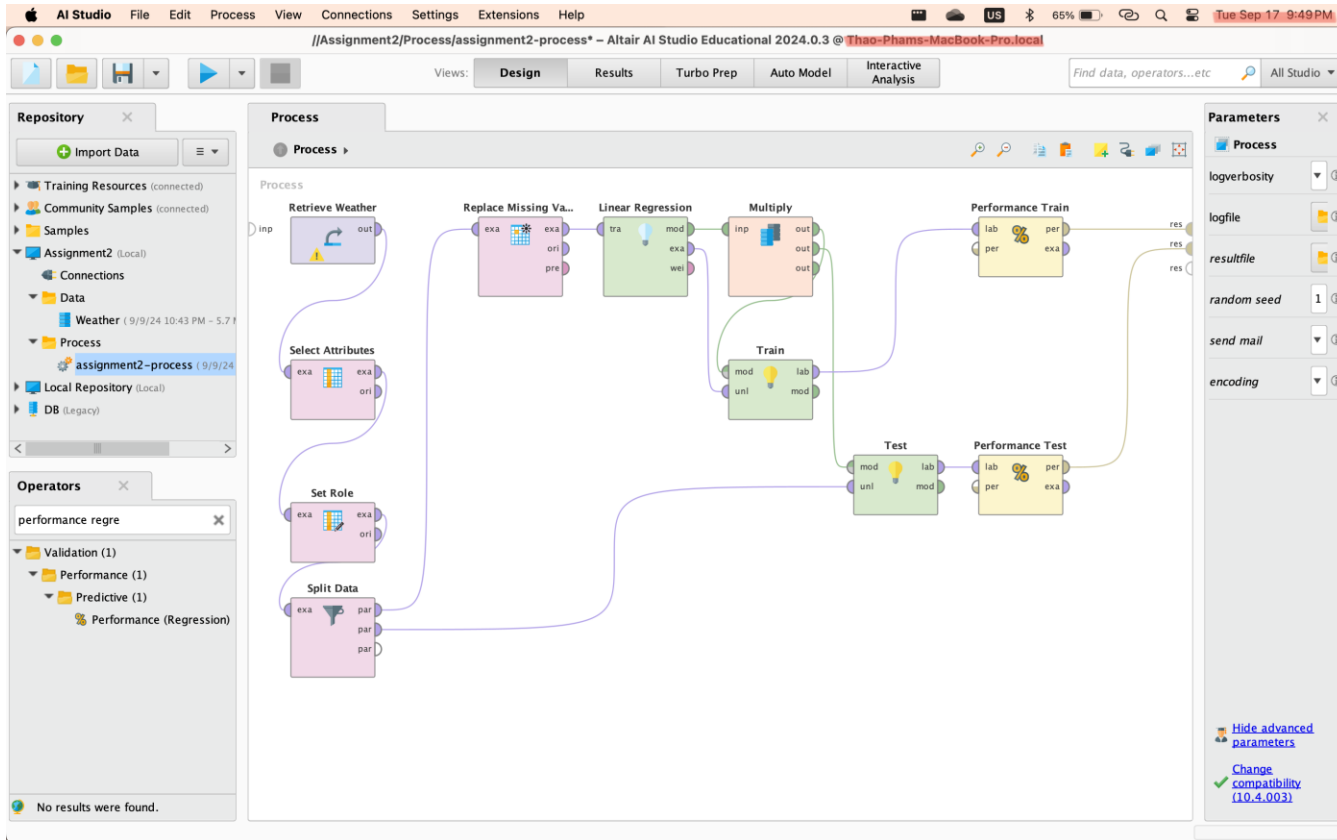 AI Studio File Edit Process View Connections Settings Extensions Help US 65% Tue Sep 17 9:49 PM
//Assignment2/Process/assignment2-process* – Altair AI Studio Educational 2024.0.3 @ Thao-Phams-MacBook-Pro.local
Views: Design Results Turbo Prep Auto Model Interactive Analysis Find data, operators...etc All Studio
Repository
Import Data
Training Resources (connected)
Community Samples (connected)
Samples
Assignment2 (Local)
Connections
Data
Weather ( 9/9/24 10:43 PM – 5.7
Process
assignment2-process ( 9/9/24
Local Repository (Local)
DB (Legacy)
Operators
performance regre
Validation (1)
Performance (1)
Predictive (1)
Performance (Regression)
No results were found.
Process
Process
Process
inp
Retrieve Weather
out
Select Attributes
exa exa
ori
Set Role
exa exa
ori
Split Data
exa par
par
par
Replace Missing Va...
exa exa
ori
pre
Linear Regression
tra mod
exa
wei
Multiply
inp out
out
out
Train
mod lab
unl mod
Test
mod lab
unl mod
Performance Train
lab per
per exa
Performance Test
lab per
per exa
res
res
res
Parameters
Process
logverbosity
logfile
resultfile
random seed 1
send mail
encoding
Hide advanced
parameters
Change
compatibility
(10.4.003)